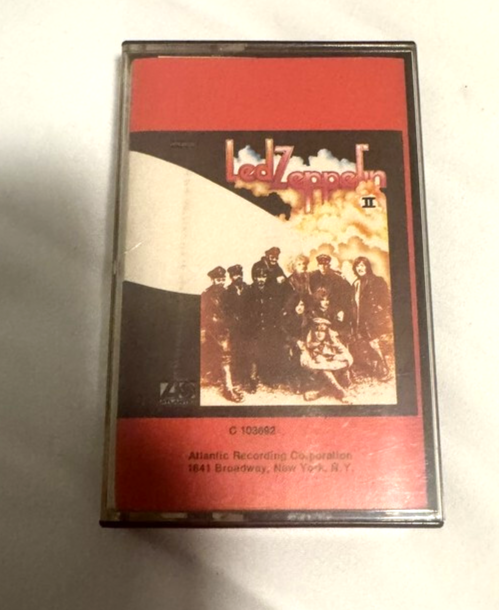 Led Zeppelin
II
C 103692
Atlantic Recording Corporation
1841 Broadway, New York, N.Y.